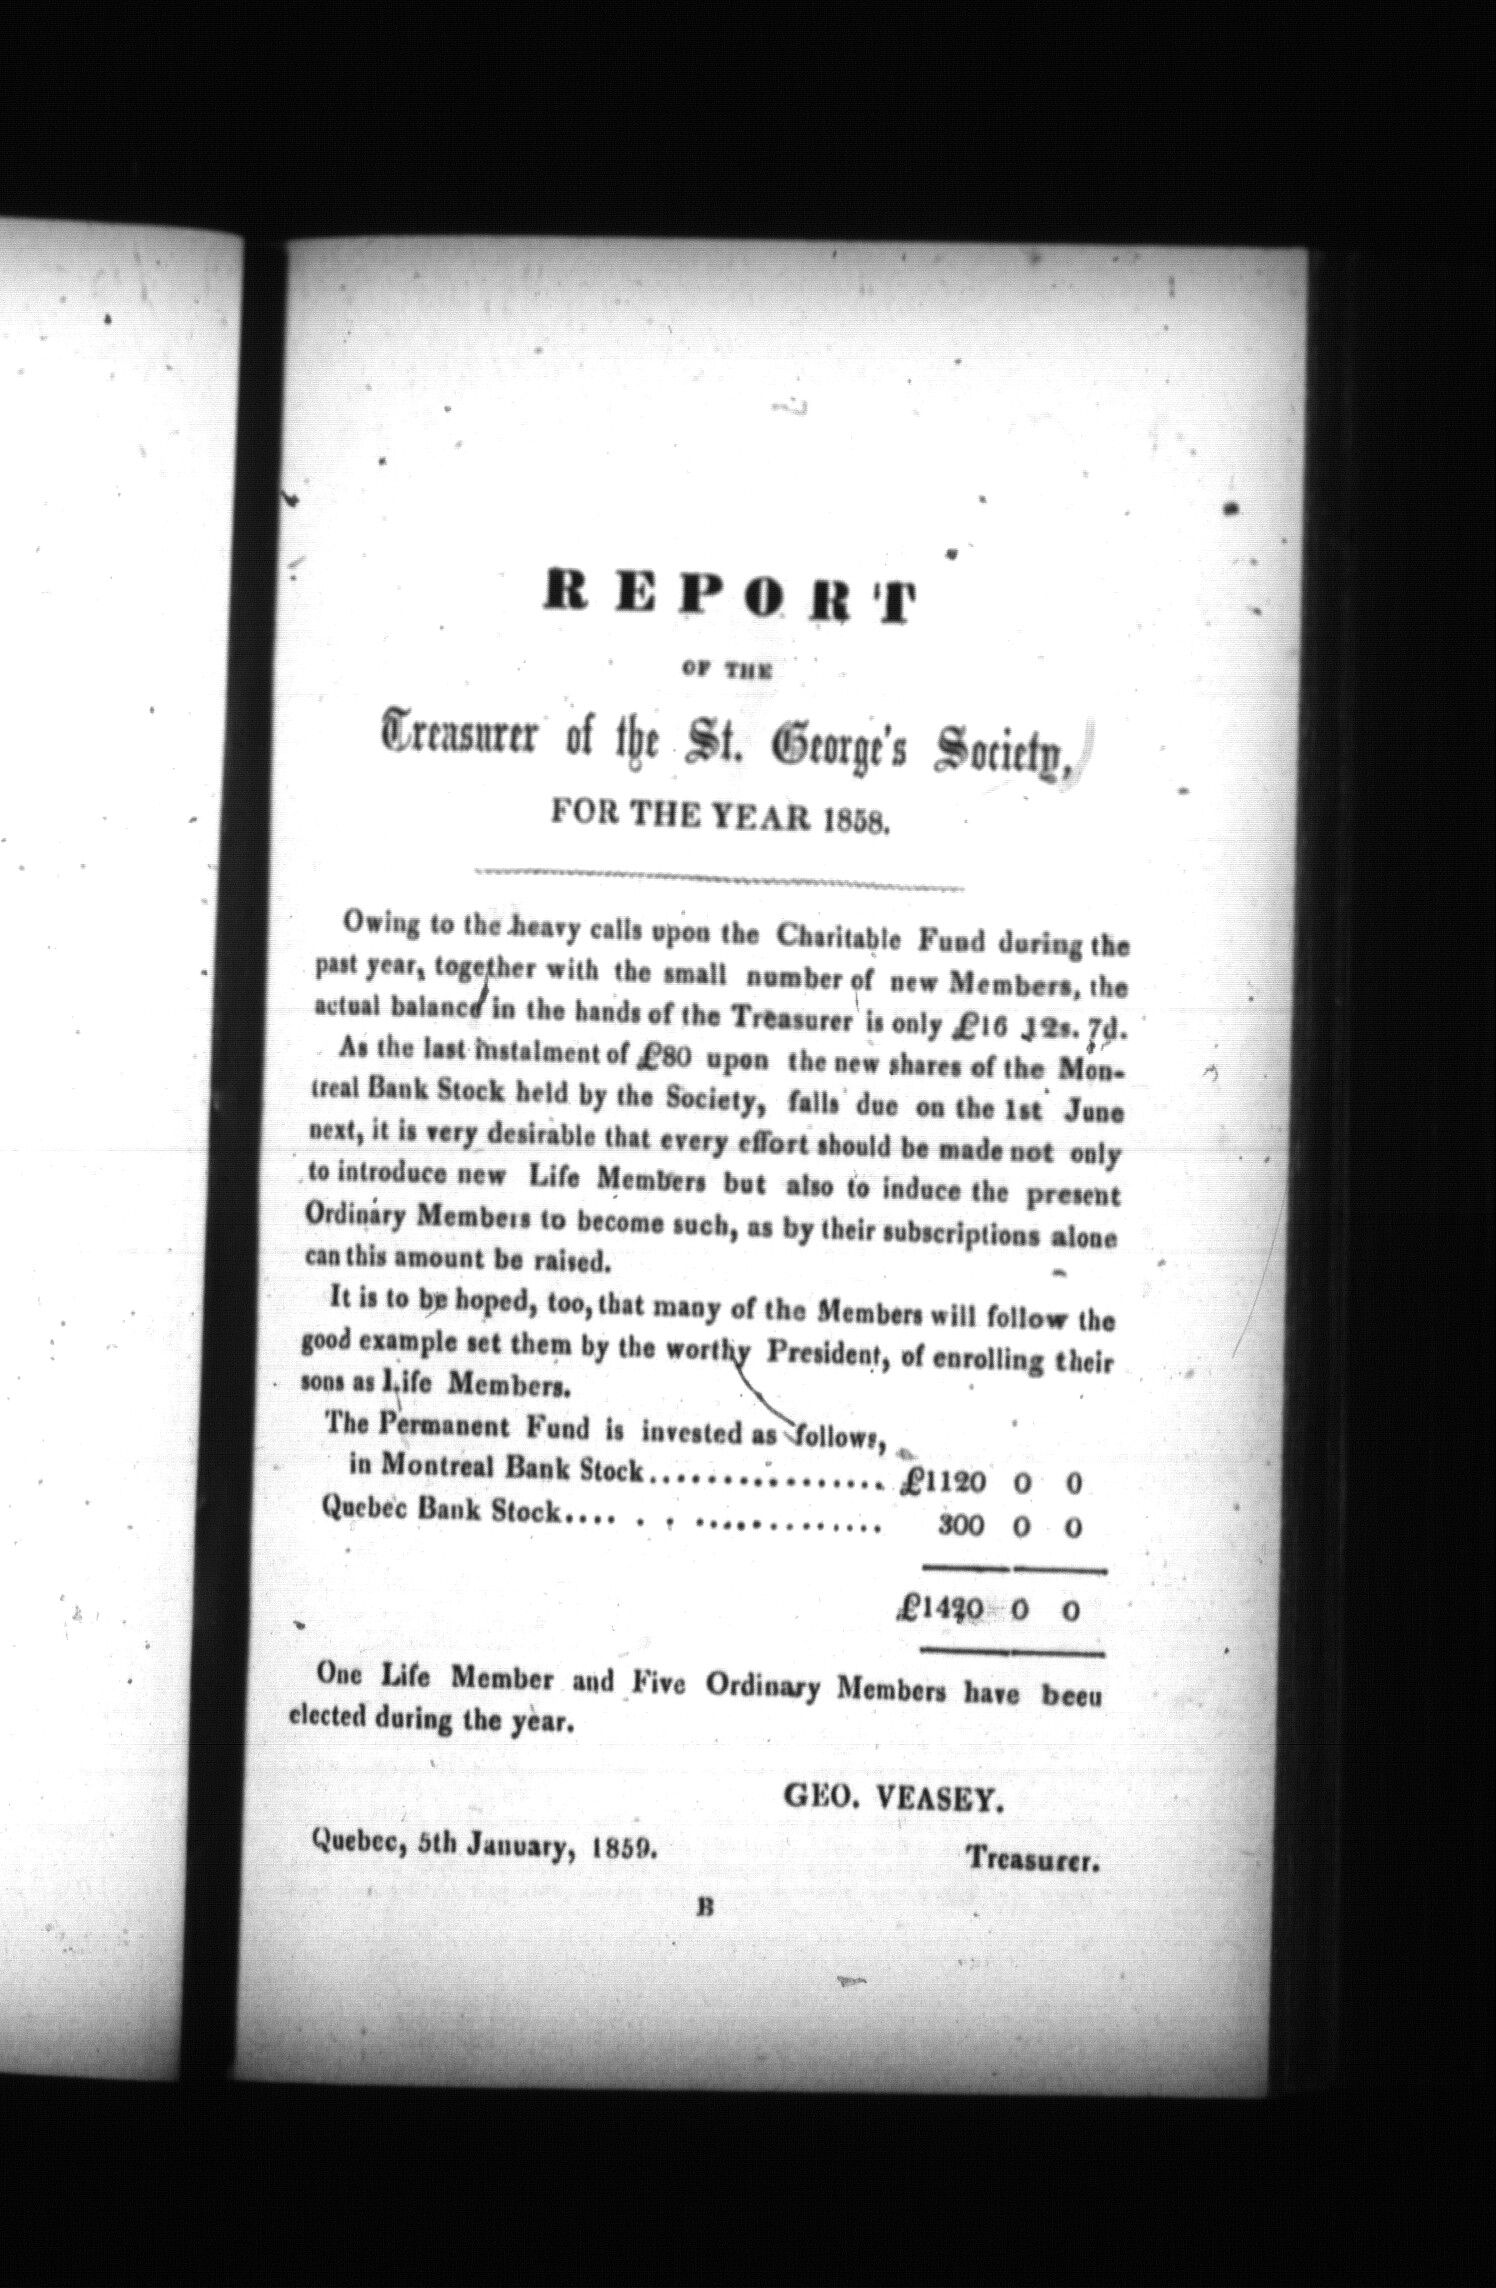 REPORT
OF THE
Treasurer of the St. George's Society,
FOR THE YEAR 1858.
Owing to the heavy calls upon the Charitable Fund during the
past year, together with the small number of new Members, the
actual balance in the hands of the Treasurer is only £16 12s. 7d.
As the last instalment of £80 upon the new shares of the Mon-
treal Bank Stock held by the Society, falls due on the 1st June
next, it is very desirable that every effort should be made not only
to introduce new Life Members but also to induce the present
Ordinary Members to become such, as by their subscriptions alone
can this amount be raised.
It is to be hoped, too, that many of the Members will follow the
good example set them by the worthy President, of enrolling their
sons as Life Members.
The Permanent Fund is invested as follows,
in Montreal Bank Stock................ £1120 0 0
Quebec Bank Stock.... . . ............. 300 0 0
£1420 0 0
One Life Member and Five Ordinary Members have beeu
elected during the year.
GEO. VEASEY.
Quebec, 5th January, 1859. Treasurer.
B